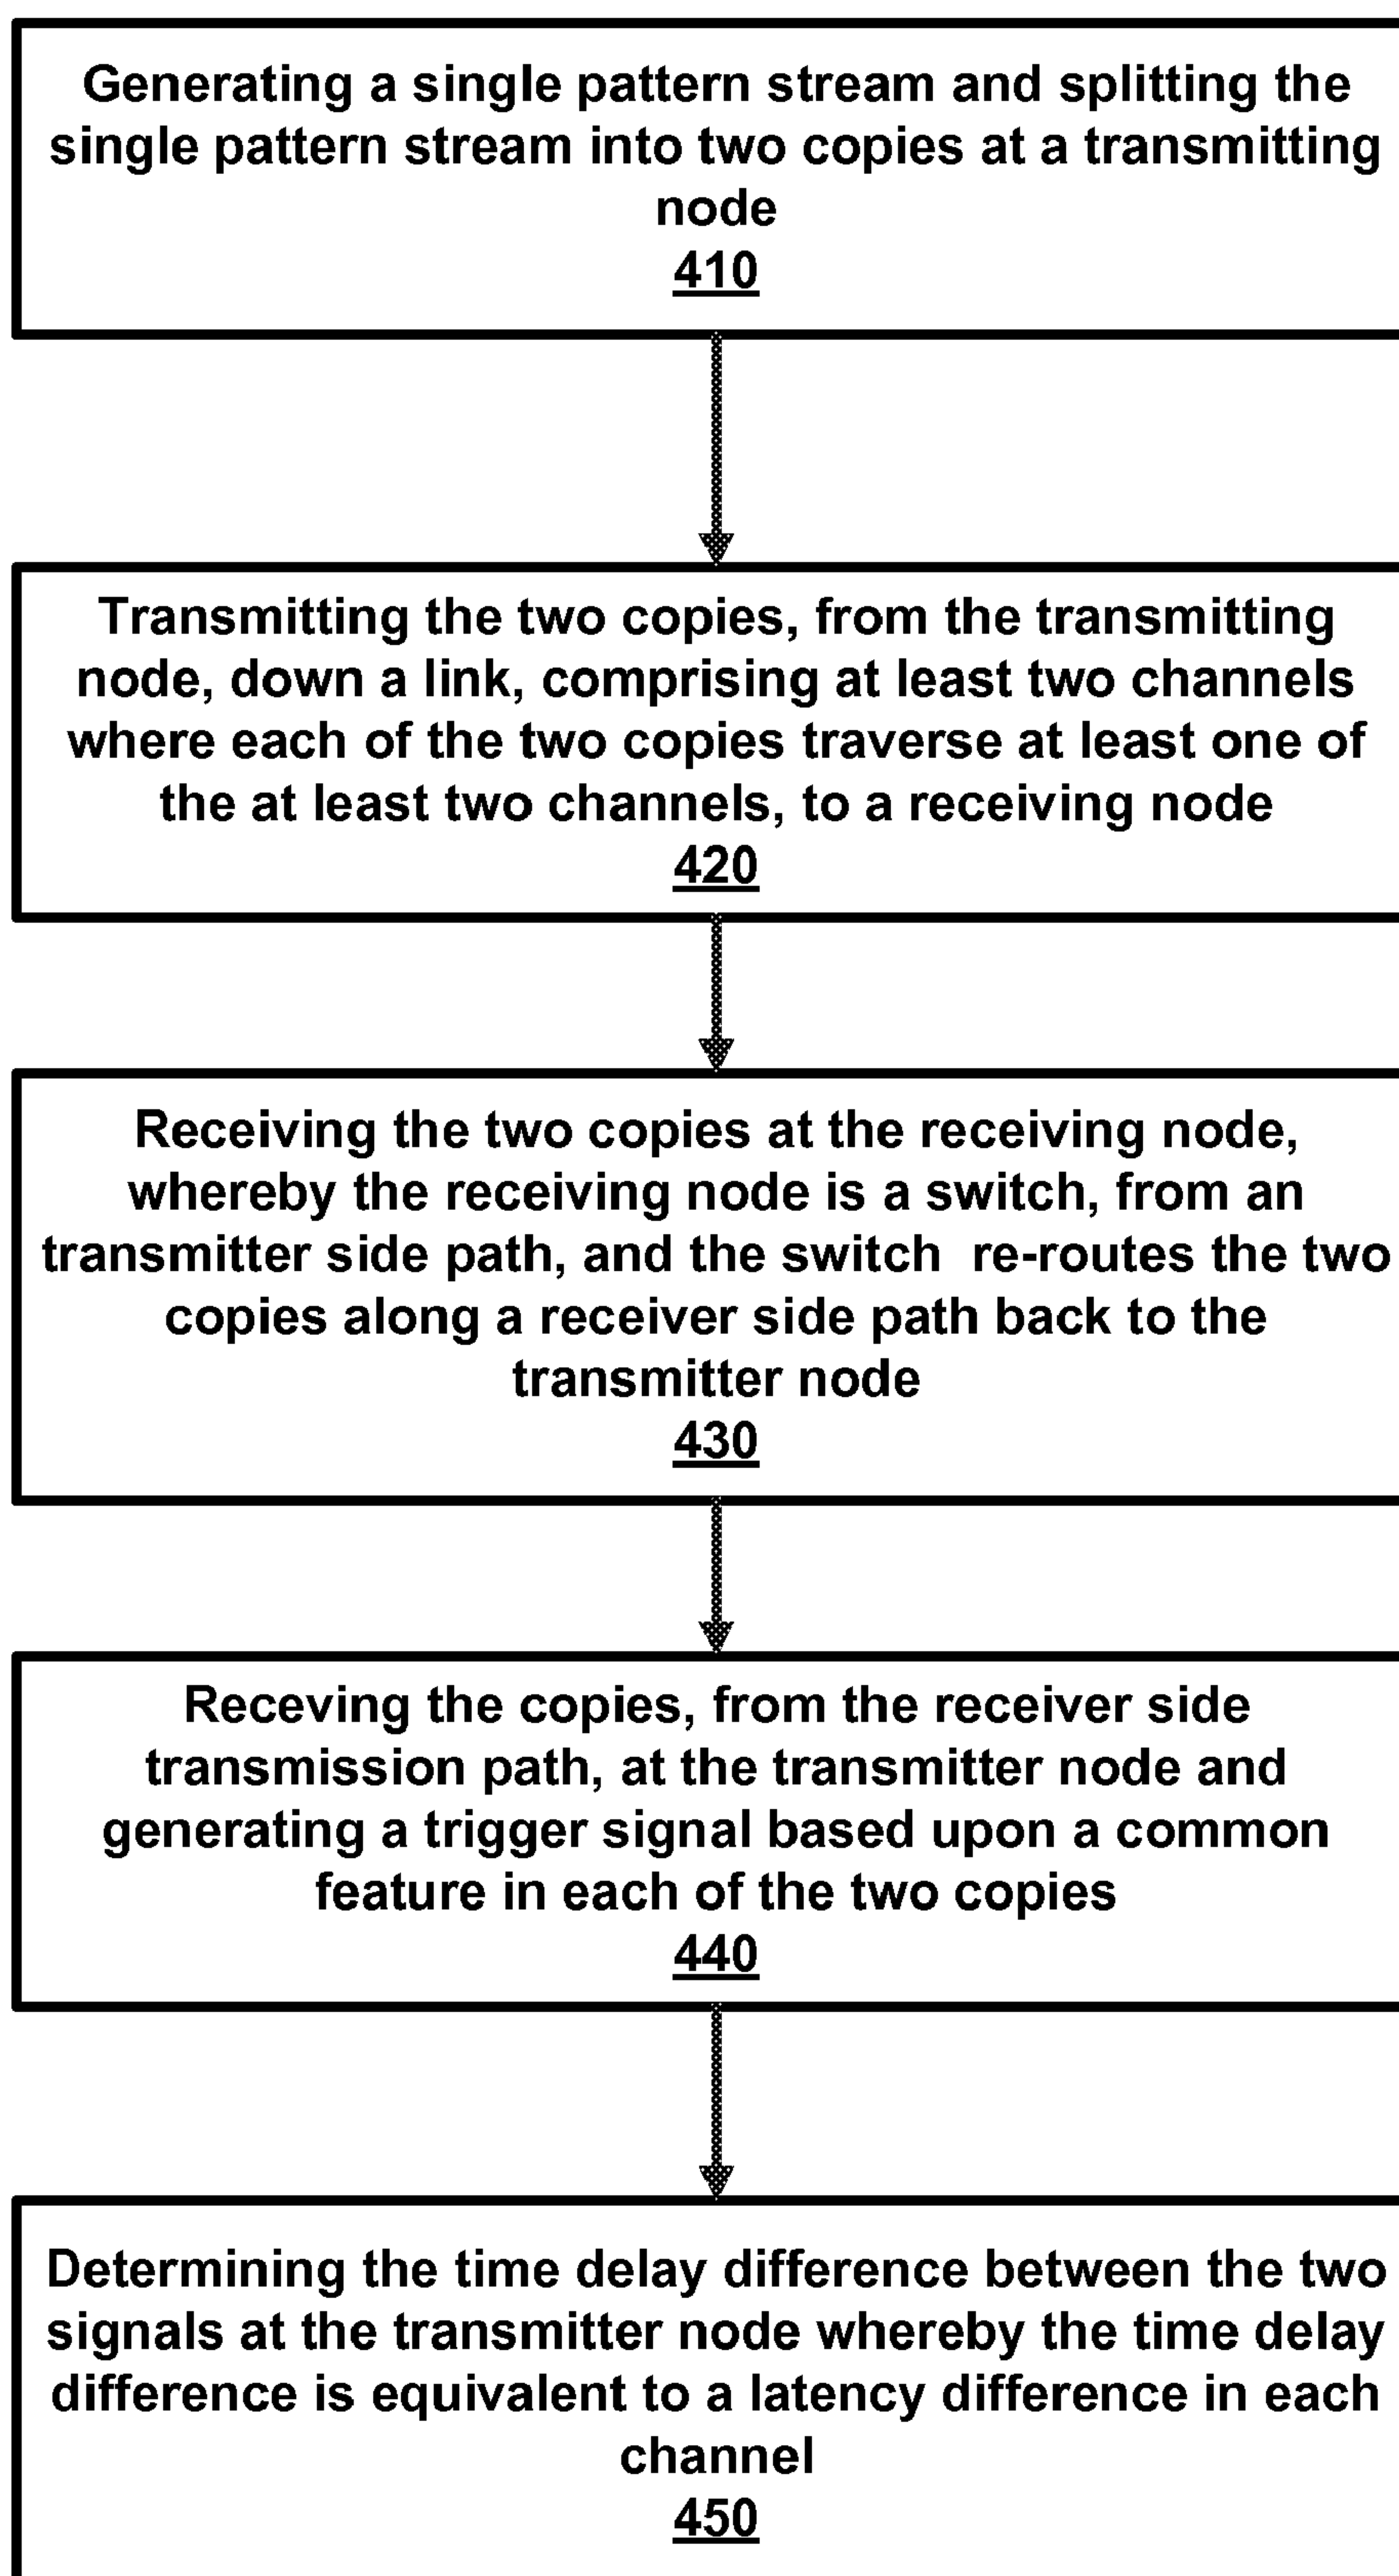 Generating a single pattern stream and splitting the
single pattern stream into two copies at a transmitting
node
410
Transmitting the two copies, from the transmitting
node, down a link, comprising at least two channels
where each of the two copies traverse at least one of
the at least two channels, to a receiving node
420
Receiving the two copies at the receiving node,
whereby the receiving node is a switch, from an
transmitter side path, and the switch  re-routes the two
copies along a receiver side path back to the
transmitter node
430
Receving the copies, from the receiver side
transmission path, at the transmitter node and
generating a trigger signal based upon a common
feature in each of the two copies
440
Determining the time delay difference between the two
signals at the transmitter node whereby the time delay
difference is equivalent to a latency difference in each
channel
450